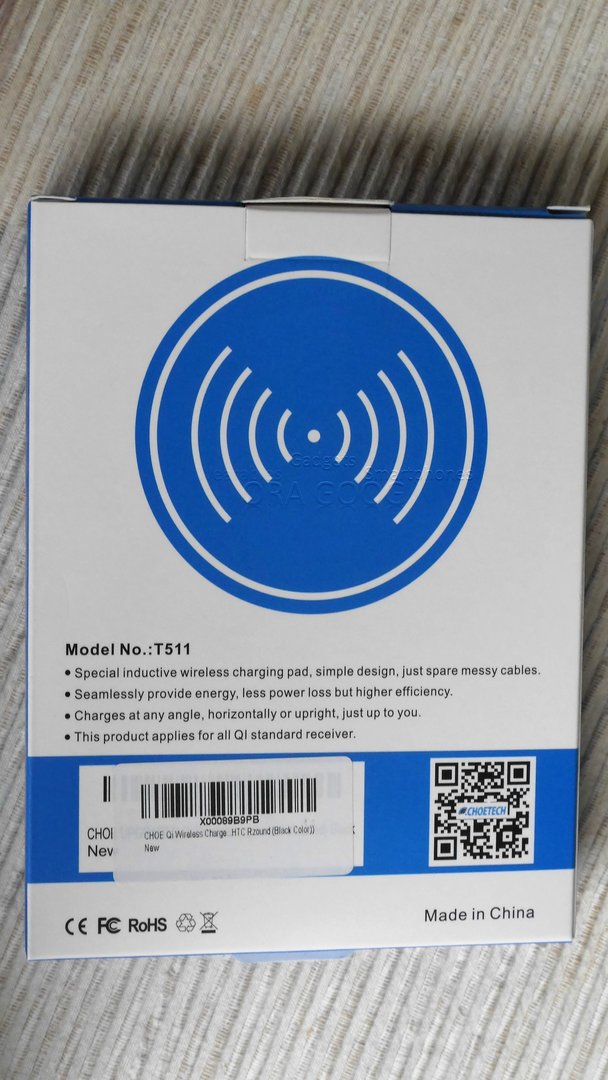 Gadgets Smartphones
Model No.:T511
• Special inductive wireless charging pad, simple design, just spare messy cables.
• Seamlessly provide energy, less power loss but higher efficiency.
• Charges at any angle, horizontally or upright, just up to you.
• This product applies for all QI standard receiver.
X00089B9PB
CHOE Qi Wireless Charge...HTC Rzound (Black Color))
New
CHOE
New
CHOETECH
CE FC RoHS
Made in China